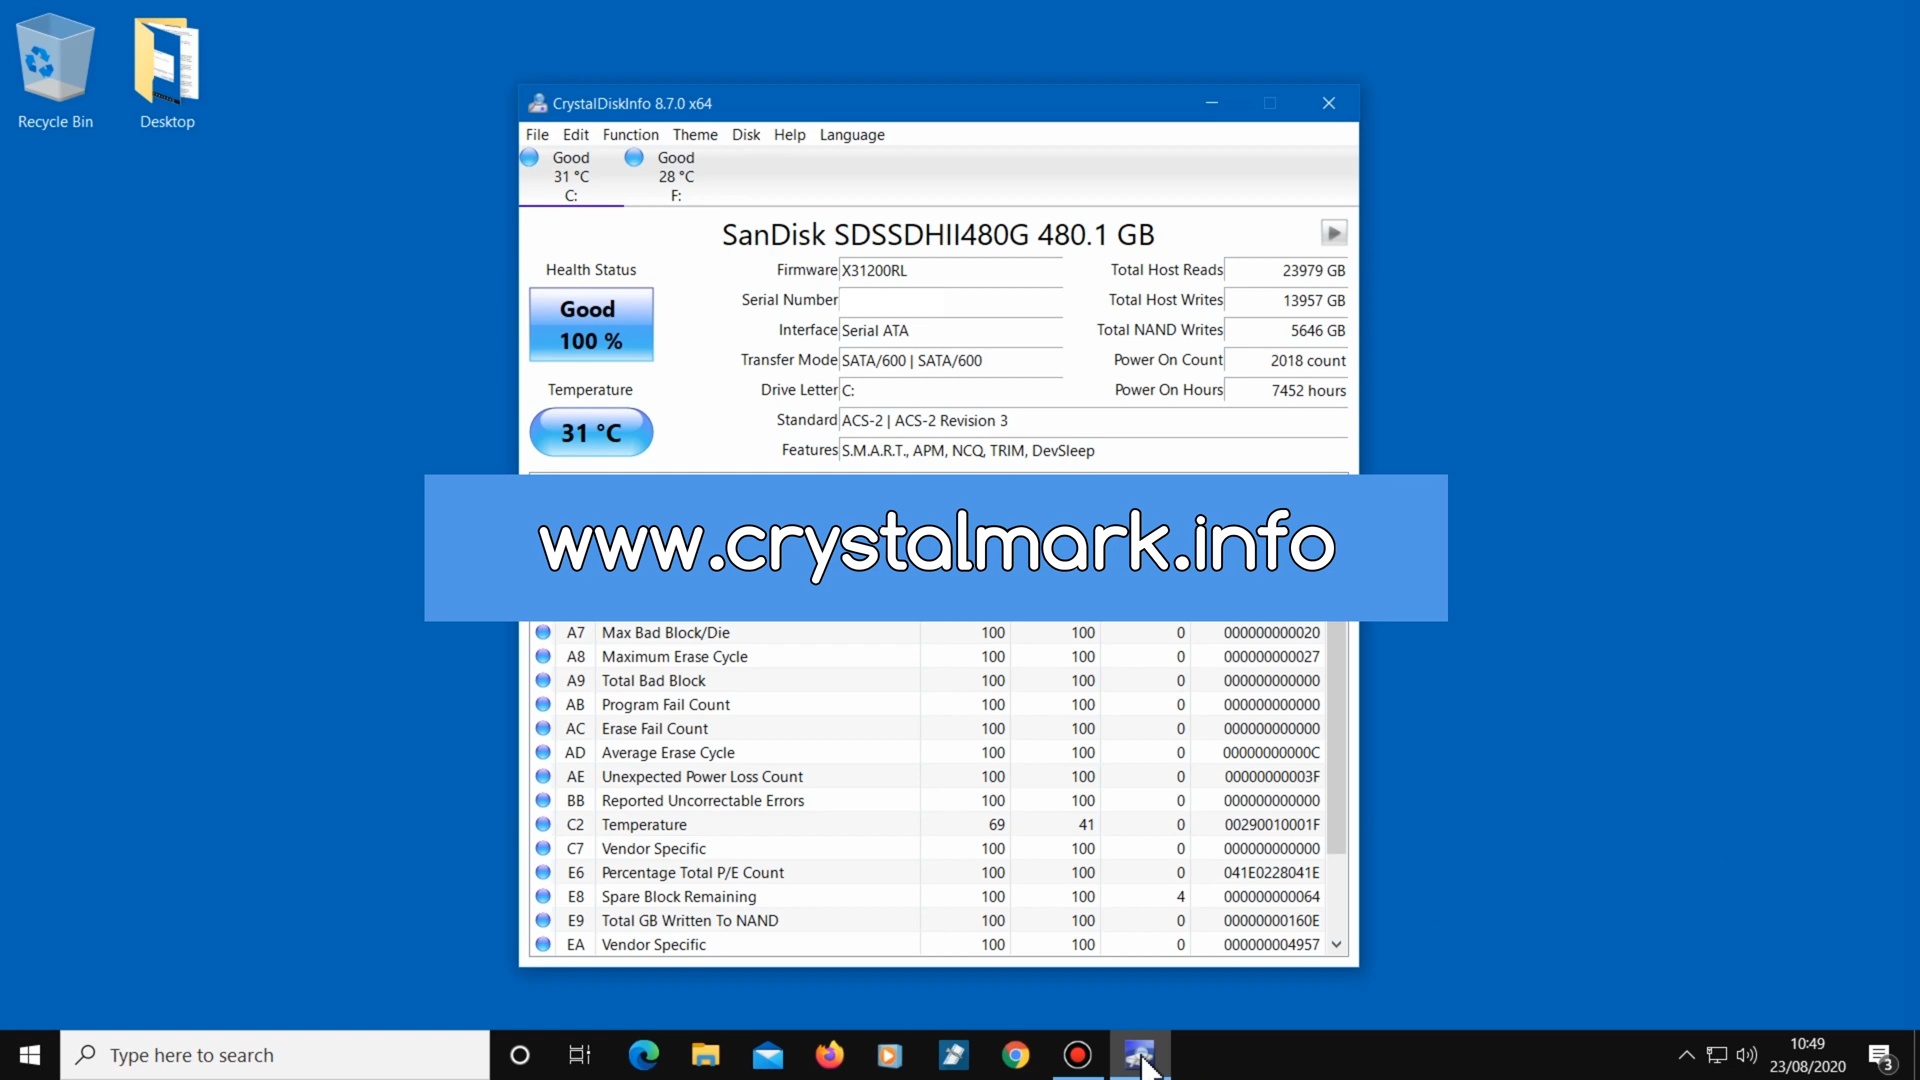 Recycle Bin
Desktop
CrystalDiskInfo 8.7.0 x64
File Edit Function Theme Disk Help Language
Good
31 °C
C:
Good
28 °C
F:
SanDisk SDSSDHII480G 480.1 GB
Health Status
Good
100 %
Temperature
31 °C
Firmware X31200RL
Serial Number
Interface Serial ATA
Transfer Mode SATA/600 | SATA/600
Drive Letter C:
Standard ACS-2 | ACS-2 Revision 3
Features S.M.A.R.T., APM, NCQ, TRIM, DevSleep
Total Host Reads 23979 GB
Total Host Writes 13957 GB
Total NAND Writes 5646 GB
Power On Count 2018 count
Power On Hours 7452 hours
www.crystalmark.info
A7 Max Bad Block/Die 100 100 0 000000000020
A8 Maximum Erase Cycle 100 100 0 000000000027
A9 Total Bad Block 100 100 0 000000000000
AB Program Fail Count 100 100 0 000000000000
AC Erase Fail Count 100 100 0 000000000000
AD Average Erase Cycle 100 100 0 00000000000C
AE Unexpected Power Loss Count 100 100 0 00000000003F
BB Reported Uncorrectable Errors 100 100 0 000000000000
C2 Temperature 69 41 0 00290010001F
C7 Vendor Specific 100 100 0 000000000000
E6 Percentage Total P/E Count 100 100 0 041E0228041E
E8 Spare Block Remaining 100 100 4 000000000064
E9 Total GB Written To NAND 100 100 0 00000000160E
EA Vendor Specific 100 100 0 000000004957
Type here to search
10:49
23/08/2020
3